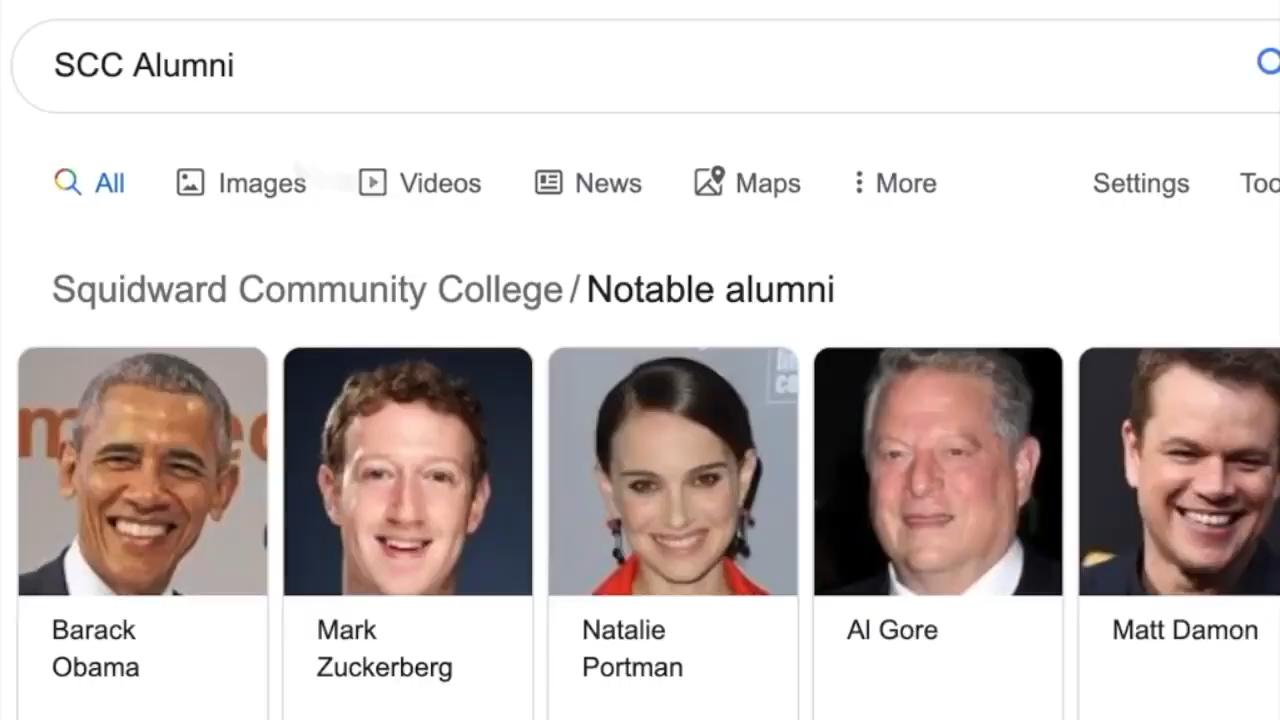 SCC Alumni
All Images Videos News Maps More Settings Too
Squidward Community College / Notable alumni
Barack Obama
Mark Zuckerberg
Natalie Portman
Al Gore
Matt Damon